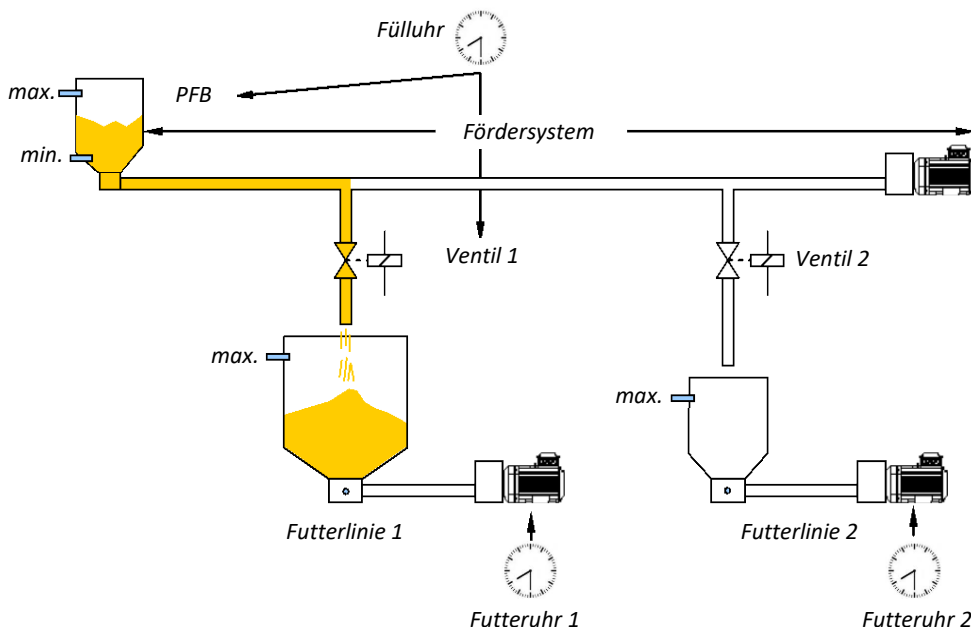 Fülluhr
max.
PFB
Fördersystem
min.
Ventil 1
Ventil 2
max.
max.
Futterlinie 1
Futterlinie 2
Futteruhr 1
Futteruhr 2